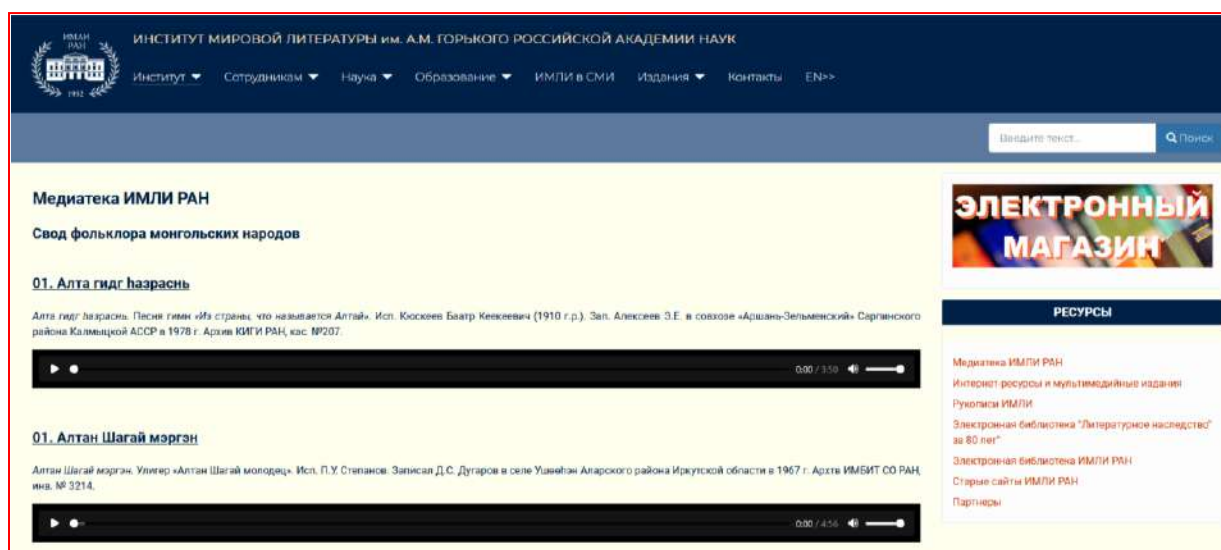 ИМЛИ
РАН
1932
ИНСТИТУТ МИРОВОЙ ЛИТЕРАТУРЫ им. А.М. ГОРЬКОГО РОССИЙСКОЙ АКАДЕМИИ НАУК
Институт Сотрудникам Наука Образование ИМЛИ в СМИ Издания Контакты EN>>
Введите текст... Поиск
Медиатека ИМЛИ РАН
Свод фольклора монгольских народов
01. Алта гидг һазраснь
Алта гидг һазраснь. Песня гимн «Из страны, что называется Алтай». Исп. Кюскеев Баатр Кеекеевич (1910 г.р.). Зап. Алексеев Э.Е. в совхозе «Аршань-Зельменский» Сарпинского
района Калмыцкой АССР в 1978 г. Архив КИГИ РАН, кас. №207.
0:00 / 3:50
01. Алтан Шагай мэргэн
Алтан Шагай мэргэн. Улигер «Алтан Шагай молодец». Исп. П.У. Степанов. Записал Д.С. Дугаров в селе Аларского района Иркутской области в 1967 г. Архтв ИМБИТ СО РАН,
инв. № 3214.
0:00 / 4:56
ЭЛЕКТРОННЫЙ
МАГАЗИН
РЕСУРСЫ
Медиатека ИМЛИ РАН
Интернет-ресурсы и мультимедийные издания
Рукописи ИМЛИ
Электронная библиотека "Литературное наследство"
за 80 лет"
Электронная библиотека ИМЛИ РАН
Старые сайты ИМЛИ РАН
Партнеры